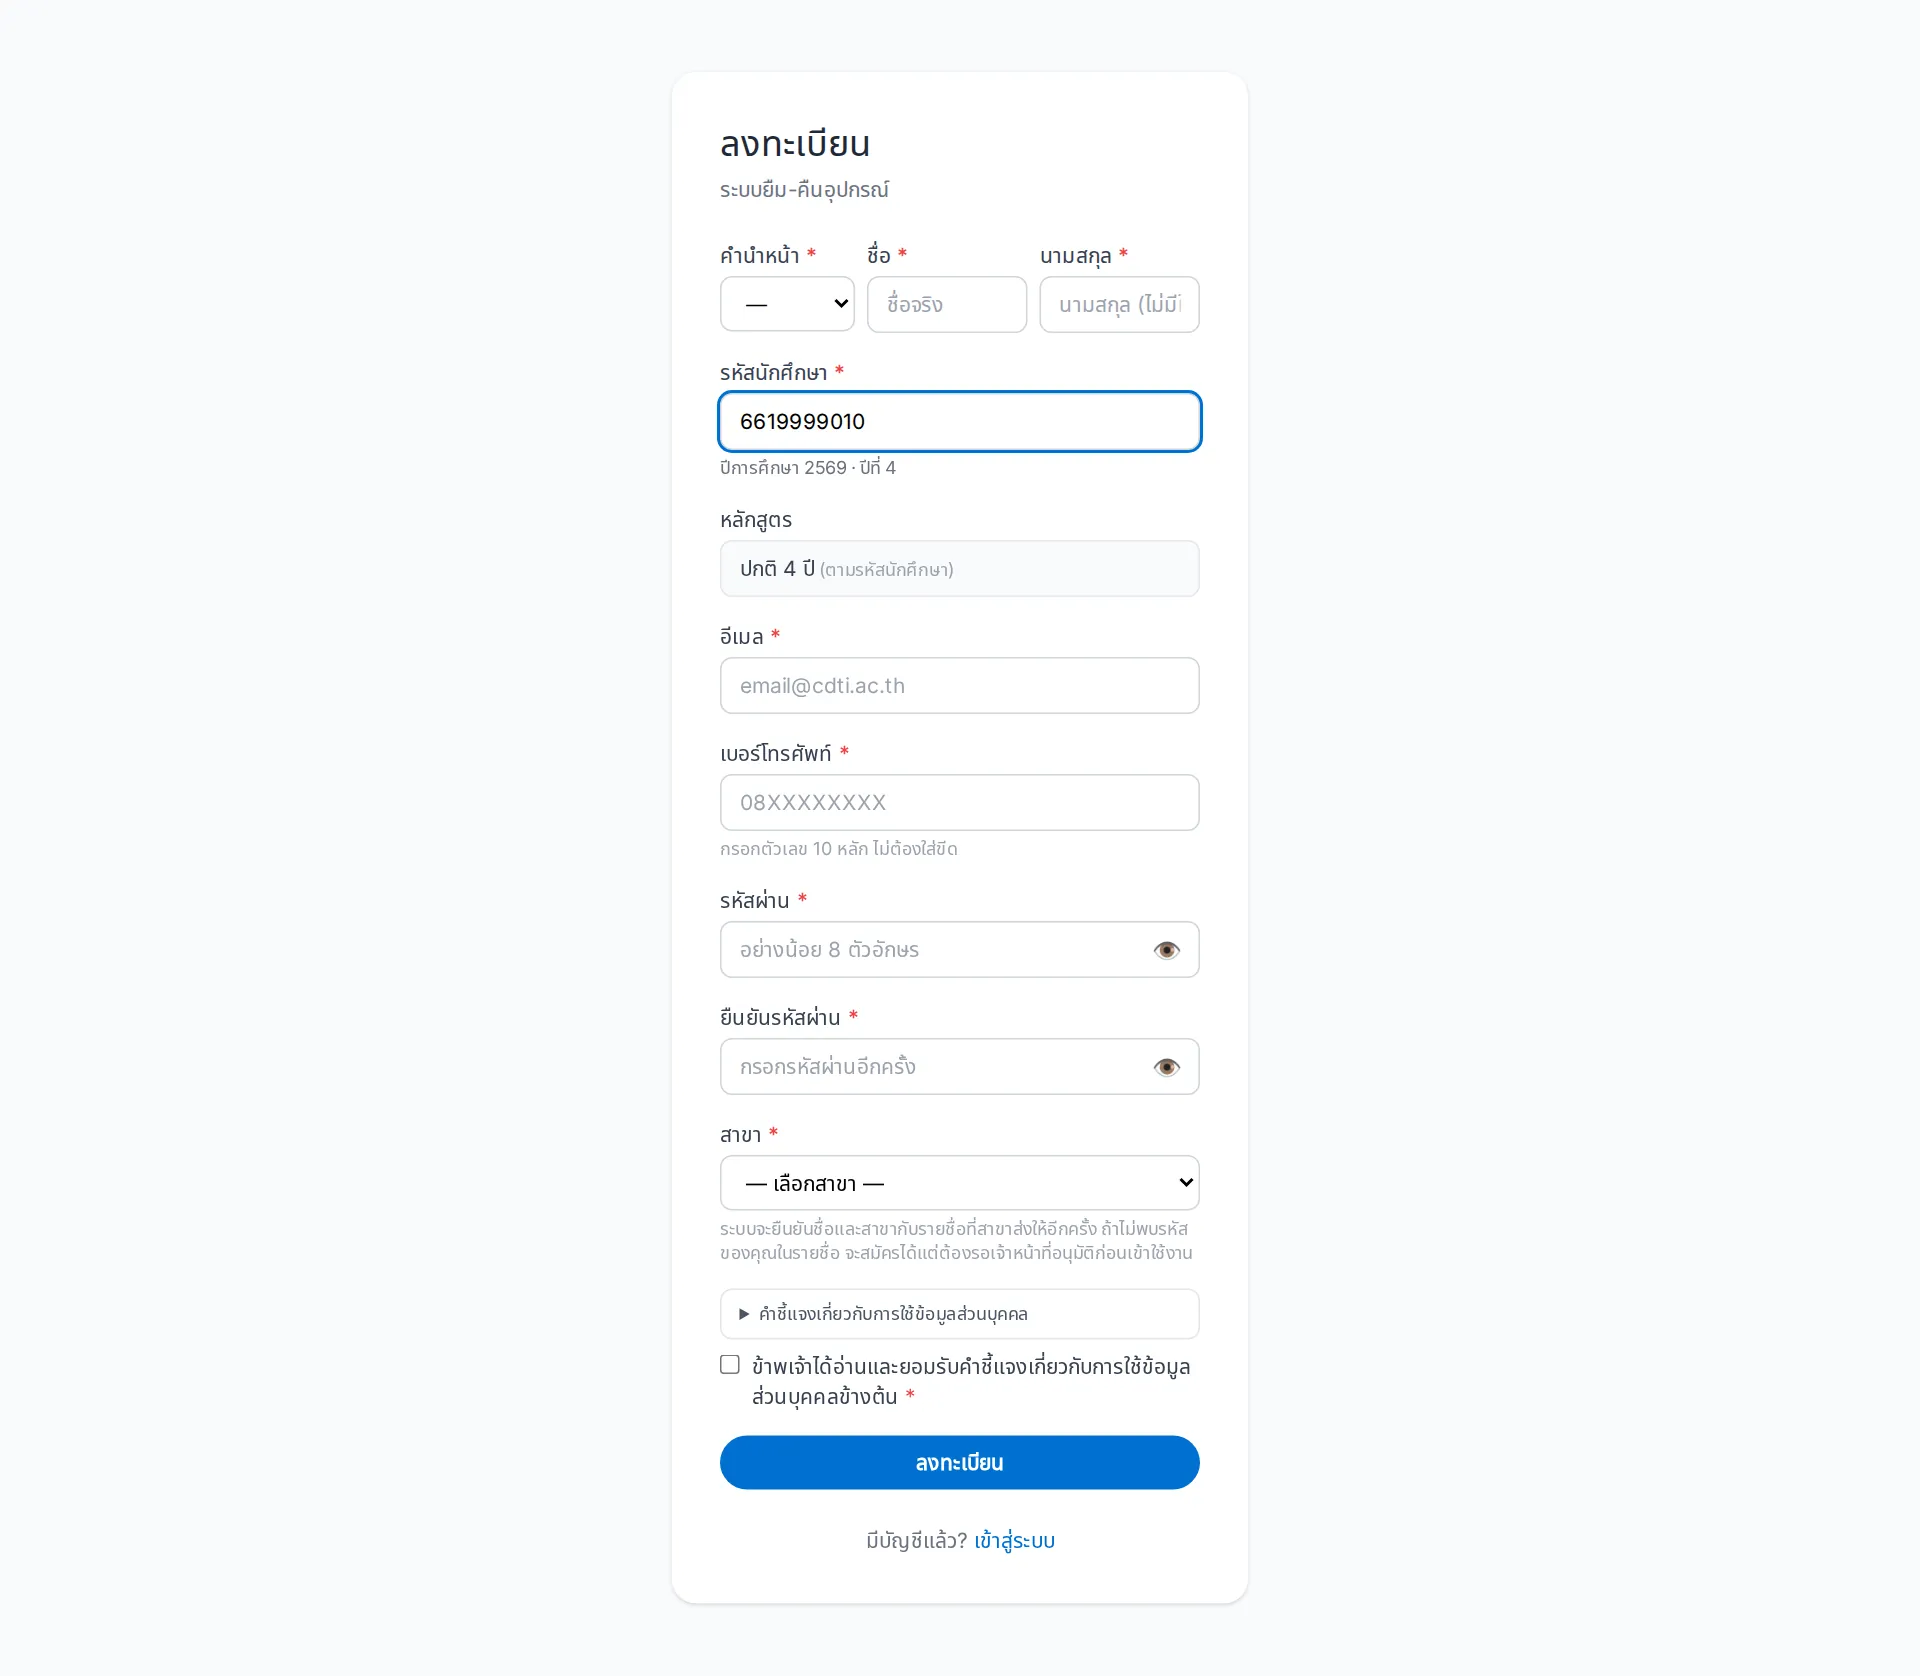 ลงทะเบียน
ระบบยืม-คืนอุปกรณ์
คำนำหน้า * ชื่อ * นามสกุล *
— ชื่อจริง นามสกุล (ไม่มี
รหัสนักศึกษา *
6619999010
ปีการศึกษา 2569 · ปีที่ 4
หลักสูตร
ปกติ 4 ปี (ตามรหัสนักศึกษา)
อีเมล *
email@cdti.ac.th
เบอร์โทรศัพท์ *
08XXXXXXXX
กรอกตัวเลข 10 หลัก ไม่ต้องใส่ขีด
รหัสผ่าน *
อย่างน้อย 8 ตัวอักษร
ยืนยันรหัสผ่าน *
กรอกรหัสผ่านอีกครั้ง
สาขา *
— เลือกสาขา —
ระบบจะยืนยันชื่อและสาขากับรายชื่อที่สาขาส่งให้อีกครั้ง ถ้าไม่พบรหัส
ของคุณในรายชื่อ จะสมัครได้แต่ต้องรอเจ้าหน้าที่อนุมัติก่อนเข้าใช้งาน
คำชี้แจงเกี่ยวกับการใช้ข้อมูลส่วนบุคคล
ข้าพเจ้าได้อ่านและยอมรับคำชี้แจงเกี่ยวกับการใช้ข้อมูล
ส่วนบุคคลข้างต้น *
ลงทะเบียน
มีบัญชีแล้ว? เข้าสู่ระบบ